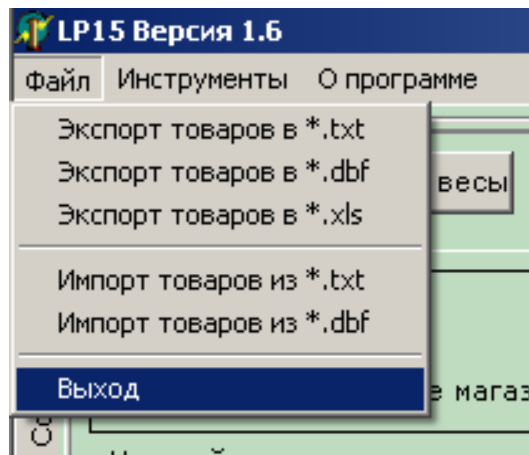 LP15 Версия 1.6
Файл Инструменты О программе
Экспорт товаров в *.txt
Экспорт товаров в *.dbf
весы
Экспорт товаров в *.xls
Импорт товаров из *.txt
Импорт товаров из *.dbf
Выход